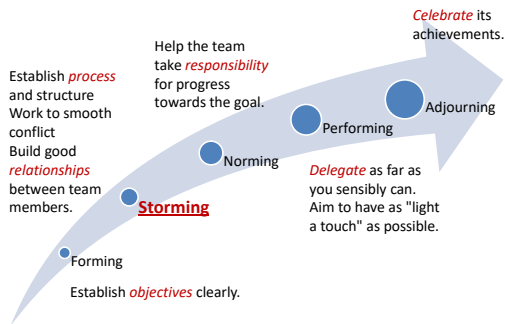 Celebrate its
achievements.
Help the team
take responsibility
for progress
towards the goal.
Establish process
and structure
Work to smooth
conflict
Build good
relationships
between team
members.
Adjourning
Performing
Norming
Delegate as far as
you sensibly can.
Aim to have as "light
a touch" as possible.
Storming
Forming
Establish objectives clearly.